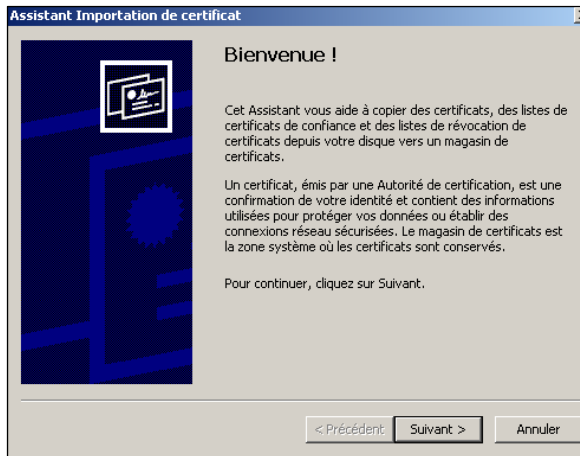 Assistant Importation de certificat
Bienvenue !
Cet Assistant vous aide à copier des certificats, des listes de
certificats de confiance et des listes de révocation de
certificats depuis votre disque vers un magasin de
certificats.
Un certificat, émis par une Autorité de certification, est une
confirmation de votre identité et contient des informations
utilisées pour protéger vos données ou établir des
connexions réseau sécurisées. Le magasin de certificats est
la zone système où les certificats sont conservés.
Pour continuer, cliquez sur Suivant.
< Précédent Suivant > Annuler